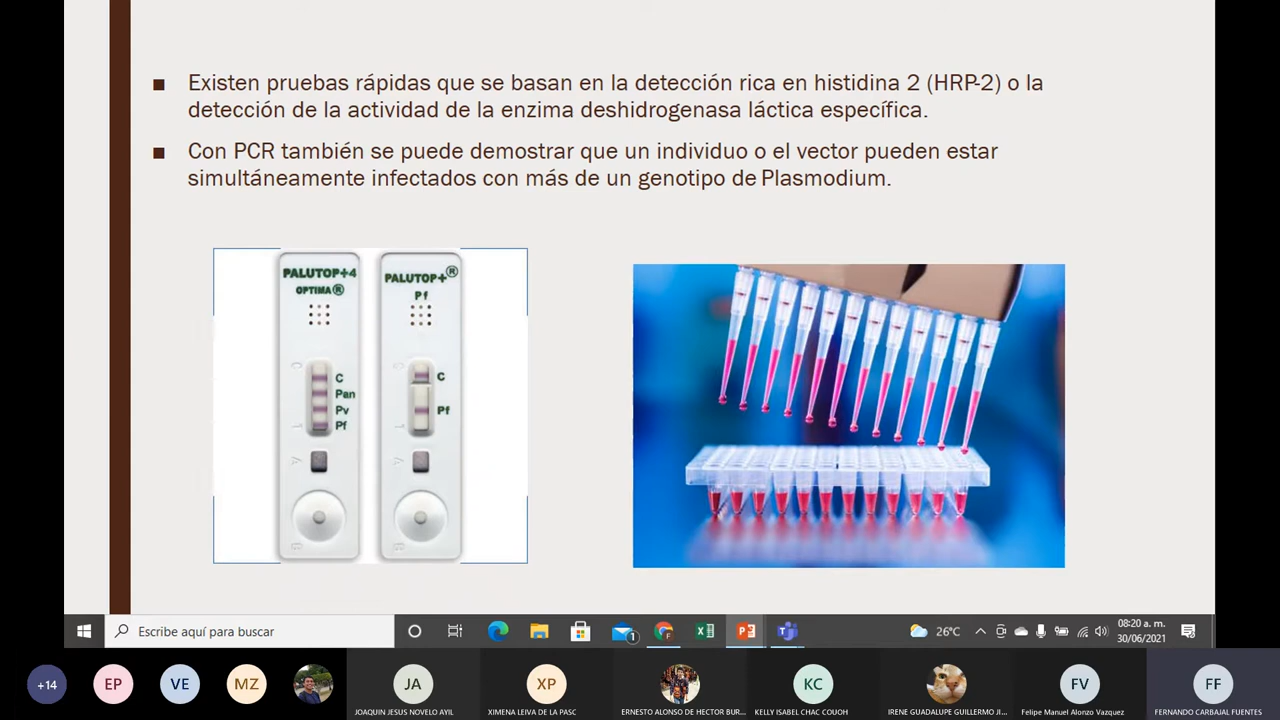 ■ Existen pruebas rápidas que se basan en la detección rica en histidina 2 (HRP-2) o la
detección de la actividad de la enzima deshidrogenasa láctica específica.
■ Con PCR también se puede demostrar que un individuo o el vector pueden estar
simultáneamente infectados con más de un genotipo de Plasmodium.
PALUTOP+4
OPTIMA®
C
C
Pan
Pv
Pf
T
A
B
PALUTOP+®
Pf
C
C
Pf
T
A
B
Escribe aquí para buscar
1
26°C
08:20 a. m.
30/06/2021
+14
EP
VE
MZ
JA
JOAQUIN JESUS NOVELO AYIL
XP
XIMENA LEIVA DE LA PASC
ERNESTO ALONSO DE HECTOR BUR...
KC
KELLY ISABEL CHAC COUOH
IRENE GUADALUPE GUILLERMO JI...
FV
Felipe Manuel Alonzo Vazquez
FF
FERNANDO CARBAJAL FUENTES